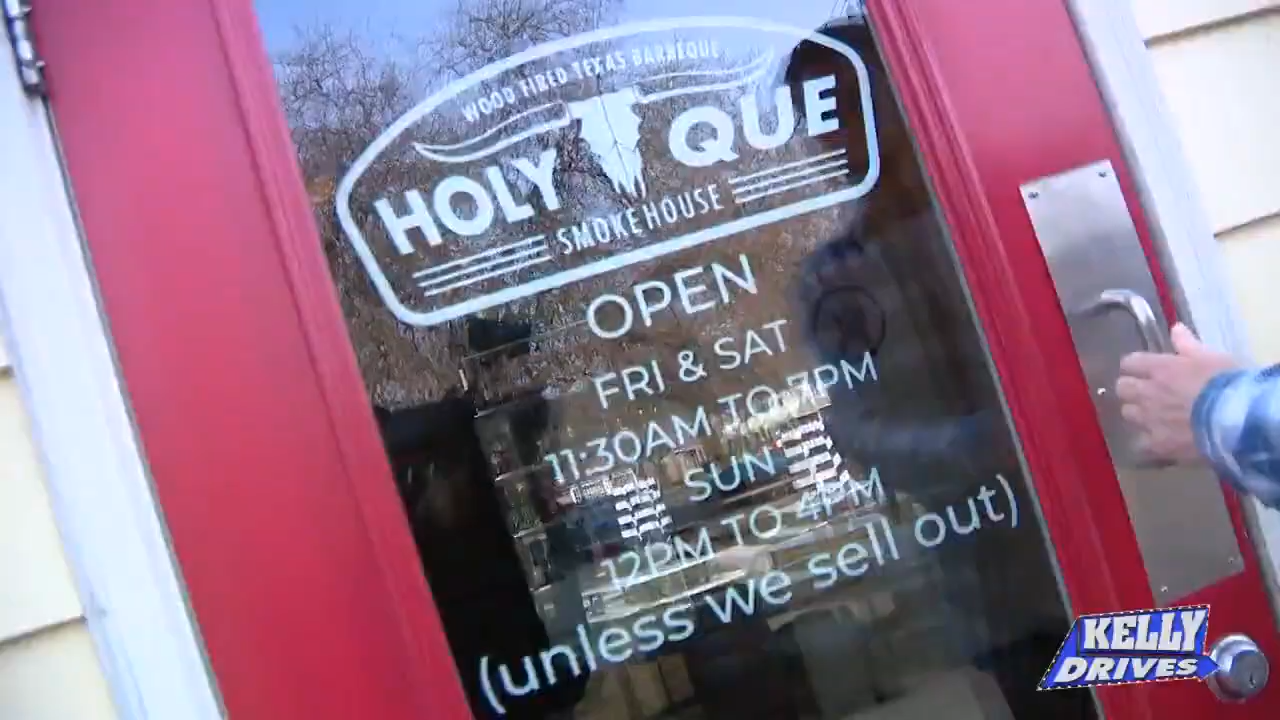 WOOD FIRED TEXAS BARBEQUE
HOLY QUE
SMOKEHOUSE
OPEN
FRI & SAT
11:30AM TO 7PM
SUN
12PM TO 4PM
(unless we sell out)
KELLY
DRIVES